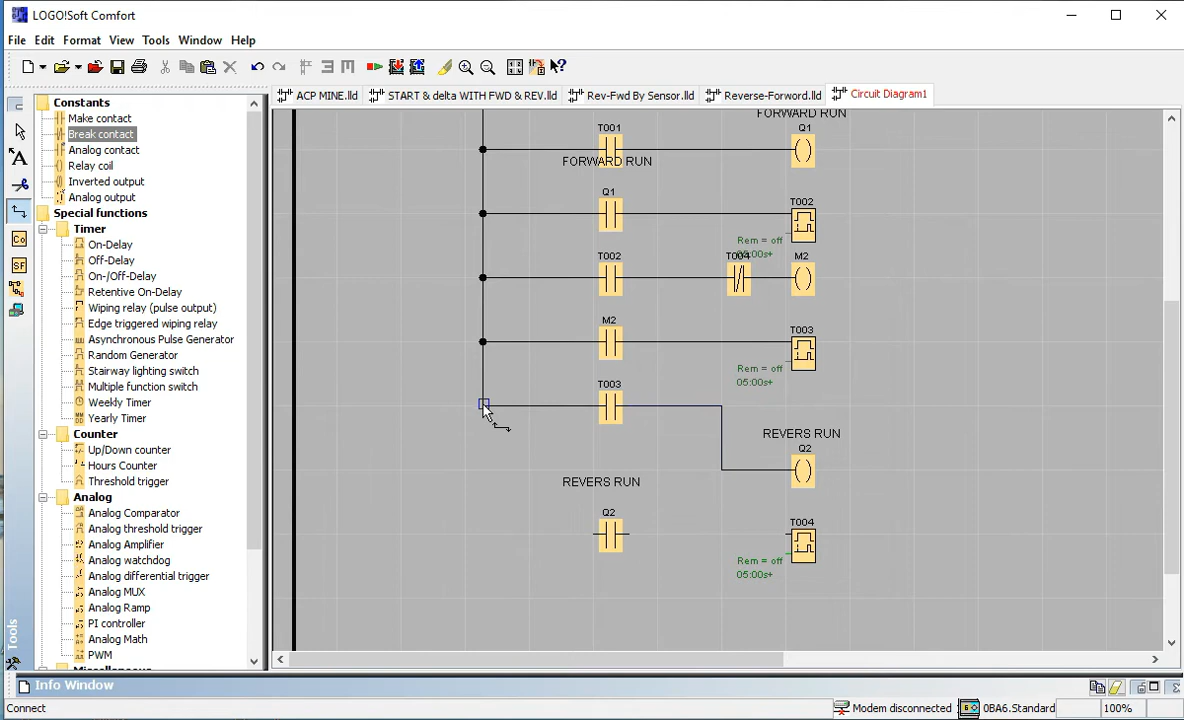 LOGO!Soft Comfort
File Edit Format View Tools Window Help
ACP MINE.lld START & delta WITH FWD & REV.lld Rev-Fwd By Sensor.lld Reverse-Forword.lld Circuit Diagram1
Constants
Make contact
Break contact
Analog contact
Relay coil
Inverted output
Analog output
Special functions
Timer
On-Delay
Off-Delay
On-/Off-Delay
Retentive On-Delay
Wiping relay (pulse output)
Edge triggered wiping relay
Asynchronous Pulse Generator
Random Generator
Stairway lighting switch
Multiple function switch
Weekly Timer
Yearly Timer
Counter
Up/Down counter
Hours Counter
Threshold trigger
Analog
Analog Comparator
Analog threshold trigger
Analog Amplifier
Analog watchdog
Analog differential trigger
Analog MUX
Analog Ramp
PI controller
Analog Math
PWM
Tools
Co
SF
FORWARD RUN
T001 Q1
FORWARD RUN
Q1 T002
Rem = off
05:00s+
T002 T004 M2
M2 T003
Rem = off
05:00s+
T003
REVERS RUN
Q2
REVERS RUN
Q2 T004
Rem = off
05:00s+
Info Window
Connect Modem disconnected 0BA6.Standard 100%